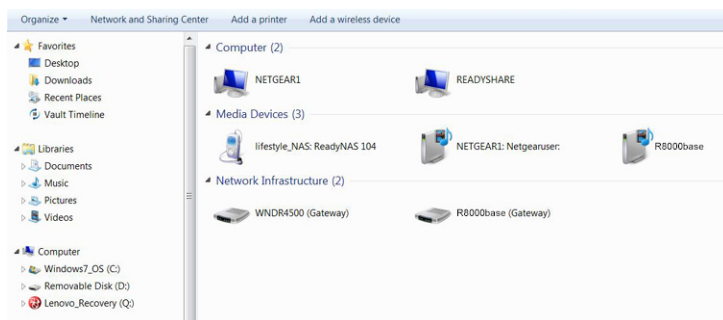 Organize Network and Sharing Center Add a printer Add a wireless device
Favorites
Desktop
Downloads
Recent Places
Vault Timeline
Libraries
Documents
Music
Pictures
Videos
Computer
Windows7_OS (C:)
Removable Disk (D:)
Lenovo_Recovery (Q:)
Computer (2)
NETGEAR1 READYSHARE
Media Devices (3)
lifestyle_NAS: ReadyNAS 104 NETGEAR1: Netgearuser: R8000base
Network Infrastructure (2)
WNDR4500 (Gateway) R8000base (Gateway)